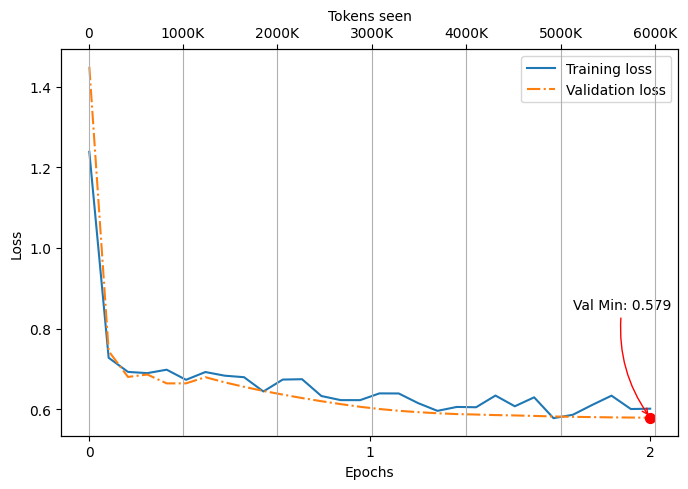 Tokens seen
0 1000K 2000K 3000K 4000K 5000K 6000K
Training loss
Validation loss
1.4
1.2
1.0
0.8
0.6
Loss
Val Min: 0.579
0 1 2
Epochs